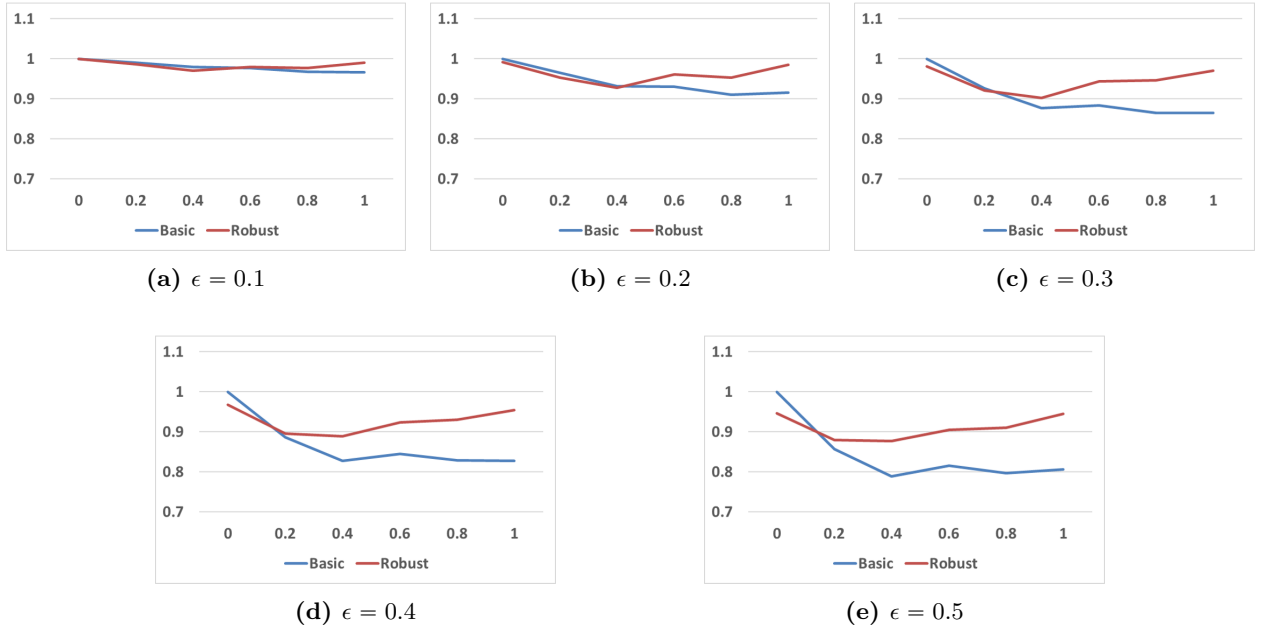 1.1 1.1 1.1
1 1 1
0.9 0.9 0.9
0.8 0.8 0.8
0.7 0.7 0.7
0 0.2 0.4 0.6 0.8 1 0 0.2 0.4 0.6 0.8 1 0 0.2 0.4 0.6 0.8 1
Basic Robust Basic Robust Basic Robust
(a) ϵ = 0.1 (b) ϵ = 0.2 (c) ϵ = 0.3
1.1 1.1
1 1
0.9 0.9
0.8 0.8
0.7 0.7
0 0.2 0.4 0.6 0.8 1 0 0.2 0.4 0.6 0.8 1
Basic Robust Basic Robust
(d) ϵ = 0.4 (e) ϵ = 0.5